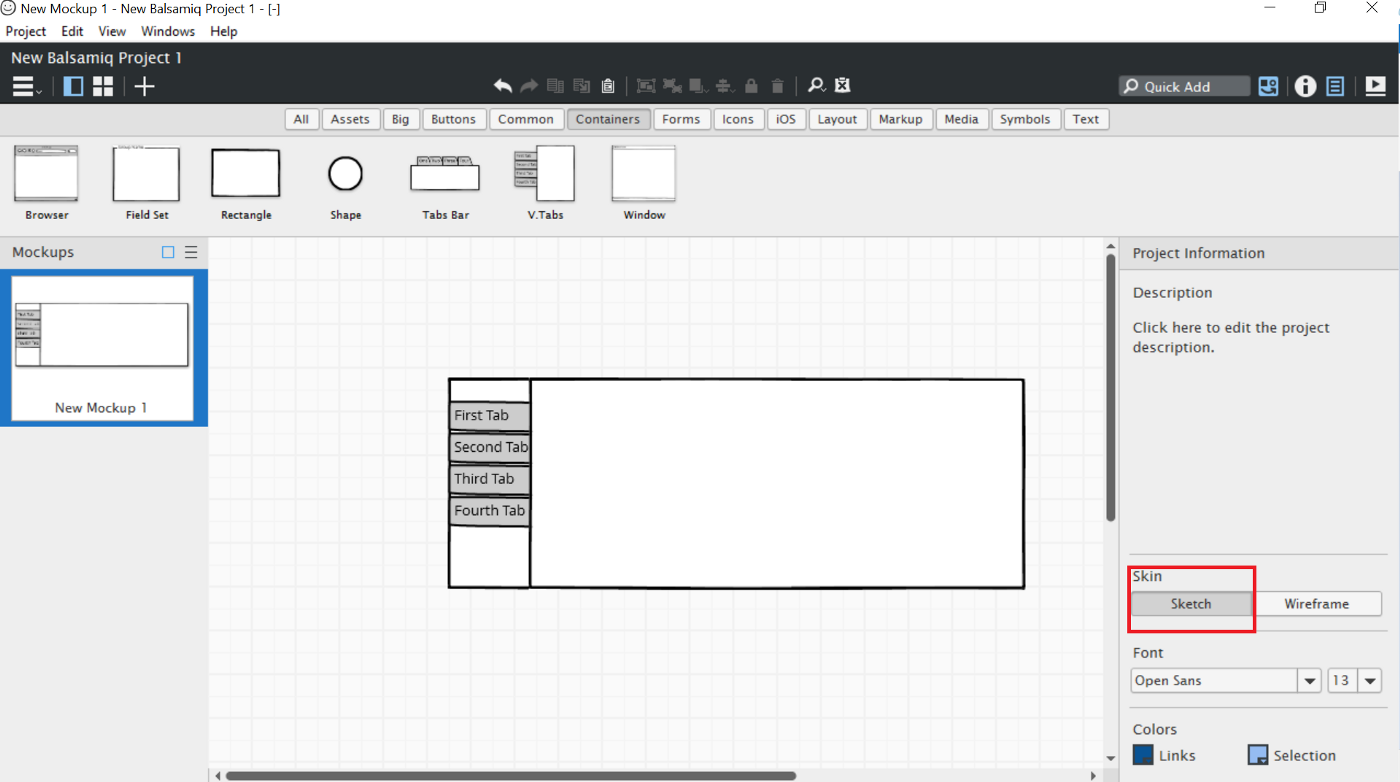 New Mockup 1 - New Balsamiq Project 1 - [-]
Project Edit View Windows Help
New Balsamiq Project 1
Quick Add
All Assets Big Buttons Common Containers Forms Icons iOS Layout Markup Media Symbols Text
Browser Field Set Rectangle Shape Tabs Bar V.Tabs Window
Mockups
New Mockup 1
First Tab
Second Tab
Third Tab
Fourth Tab
Project Information
Description
Click here to edit the project
description.
Skin
Sketch Wireframe
Font
Open Sans 13
Colors
Links Selection